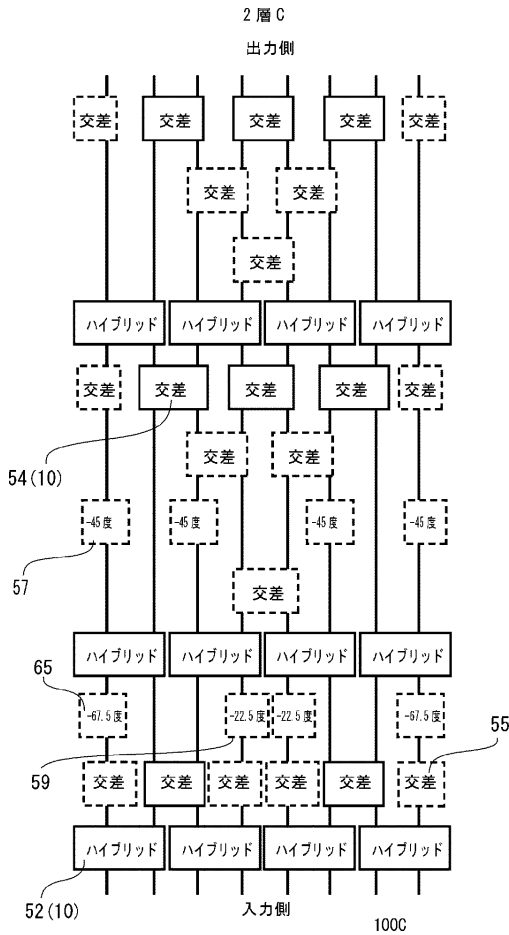 2層C
出力側
交差 交差 交差 交差 交差
交差 交差
交差
ハイブリッド ハイブリッド ハイブリッド ハイブリッド
交差 交差 交差 交差 交差
交差 交差
54(10)
-45度 -45度 -45度 -45度
57
交差
ハイブリッド ハイブリッド ハイブリッド ハイブリッド
65
-67.5度 -22.5度 -22.5度 -67.5度
55
59
交差 交差 交差 交差 交差 交差
ハイブリッド ハイブリッド ハイブリッド ハイブリッド
52(10)
入力側
100C